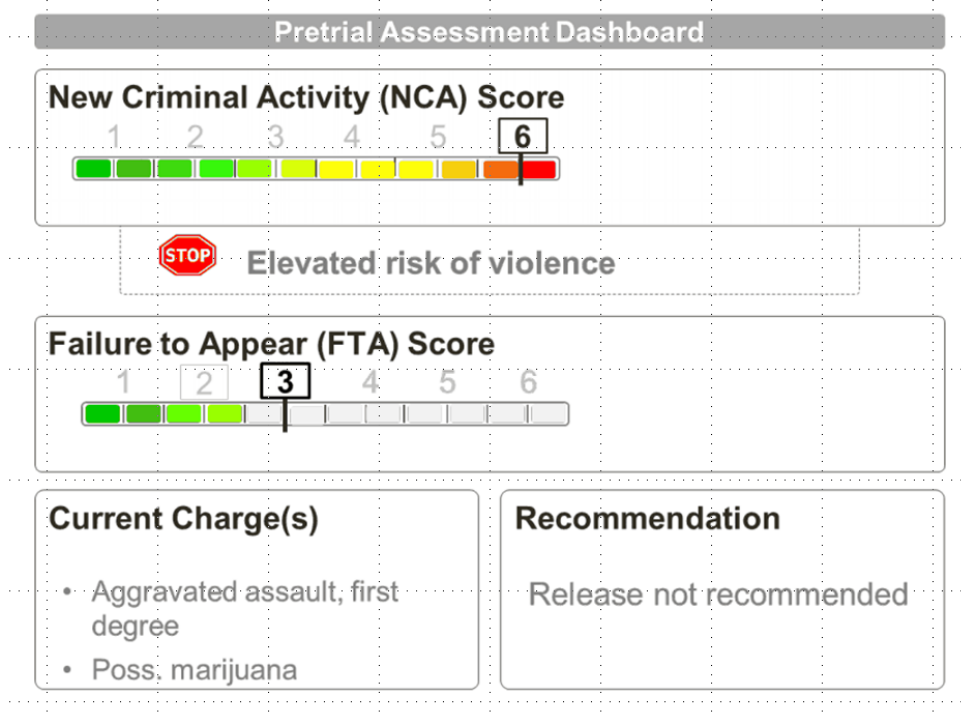 Pretrial Assessment Dashboard
New Criminal Activity (NCA) Score
1 2 3 4 5 6
STOP
Elevated risk of violence
Failure to Appear (FTA) Score
1 2 3 4 5 6
Current Charge(s)
• Aggravated assault, first
degree
• Poss. marijuana
Recommendation
Release not recommended